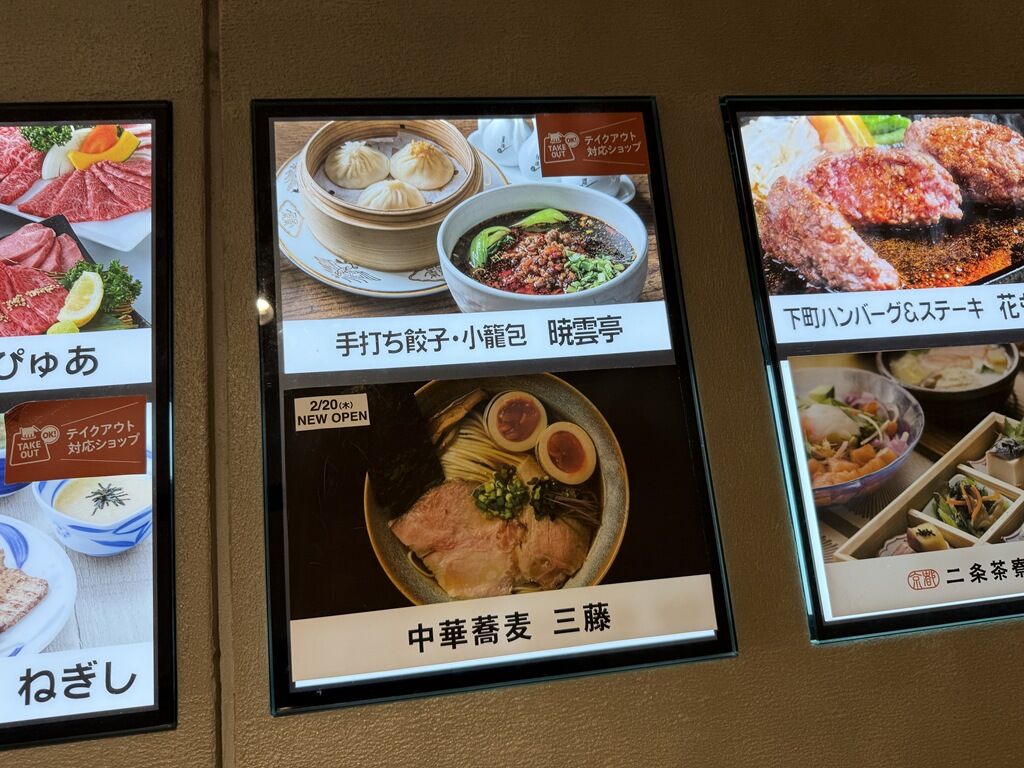 ぴゅあ
TAKE OUT OK!
テイクアウト
対応ショップ
ねぎし
TAKE OUT OK!
テイクアウト
対応ショップ
手打ち餃子・小龍包 暁雲亭
2/20(木)
NEW OPEN
中華蕎麦 三藤
下町ハンバーグ&ステーキ 花
京都 二条茶寮